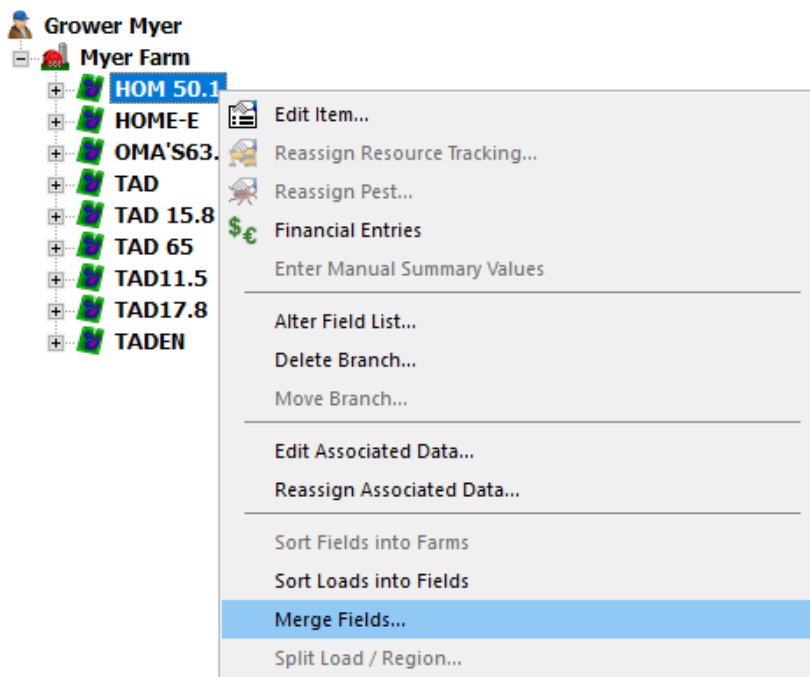 Grower Myer
Myer Farm
HOM 50.1
HOME-E
OMA'S63.
TAD
TAD 15.8
TAD 65
TAD11.5
TAD17.8
TADEN
Edit Item...
Reassign Resource Tracking...
Reassign Pest...
$€ Financial Entries
Enter Manual Summary Values
Alter Field List...
Delete Branch...
Move Branch...
Edit Associated Data...
Reassign Associated Data...
Sort Fields into Farms
Sort Loads into Fields
Merge Fields...
Split Load / Region...